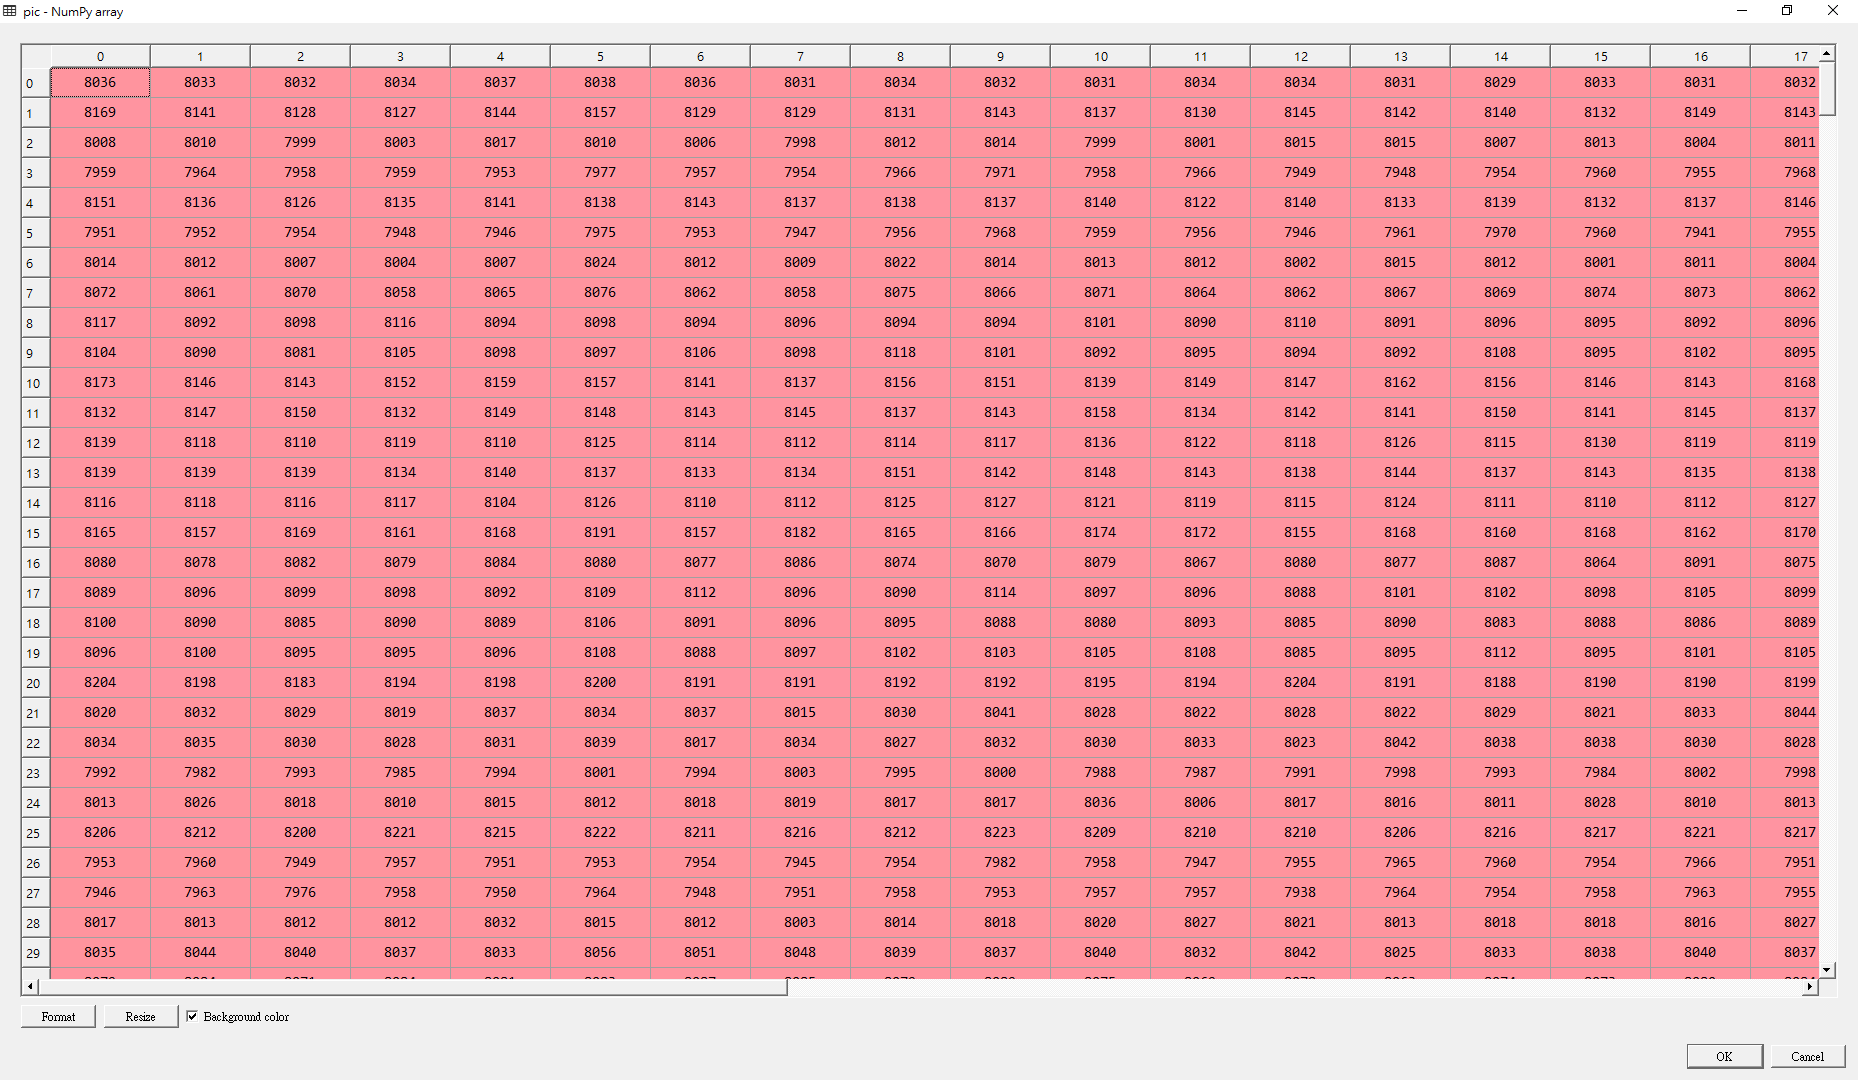 pic - NumPy array
0 1 2 3 4 5 6 7 8 9 10 11 12 13 14 15 16 17
0 8036 8033 8032 8034 8037 8038 8036 8031 8034 8032 8031 8034 8034 8031 8029 8033 8031 8032
1 8169 8141 8128 8127 8144 8157 8129 8129 8131 8143 8137 8130 8145 8142 8140 8132 8149 8143
2 8008 8010 7999 8003 8017 8010 8006 7998 8012 8014 7999 8001 8015 8015 8007 8013 8004 8011
3 7959 7964 7958 7959 7953 7977 7957 7954 7966 7971 7958 7966 7949 7948 7954 7960 7955 7968
4 8151 8136 8126 8135 8141 8138 8143 8137 8138 8137 8140 8122 8140 8133 8139 8132 8137 8146
5 7951 7952 7954 7948 7946 7975 7953 7947 7956 7968 7959 7956 7946 7961 7970 7960 7941 7955
6 8014 8012 8007 8004 8007 8024 8012 8009 8022 8014 8013 8012 8002 8015 8012 8001 8011 8004
7 8072 8061 8070 8058 8065 8076 8062 8058 8075 8066 8071 8064 8062 8067 8069 8074 8073 8062
8 8117 8092 8098 8116 8094 8098 8094 8096 8094 8094 8101 8090 8110 8091 8096 8095 8092 8096
9 8104 8090 8081 8105 8098 8097 8106 8098 8118 8101 8092 8095 8094 8092 8108 8095 8102 8095
10 8173 8146 8143 8152 8159 8157 8141 8137 8156 8151 8139 8149 8147 8162 8156 8146 8143 8168
11 8132 8147 8150 8132 8149 8148 8143 8145 8137 8143 8158 8134 8142 8141 8150 8141 8145 8137
12 8139 8118 8110 8119 8110 8125 8114 8112 8114 8117 8136 8122 8118 8126 8115 8130 8119 8119
13 8139 8139 8139 8134 8140 8137 8133 8134 8151 8142 8148 8143 8138 8144 8137 8143 8135 8138
14 8116 8118 8116 8117 8104 8126 8110 8112 8125 8127 8121 8119 8115 8124 8111 8110 8112 8127
15 8165 8157 8169 8161 8168 8191 8157 8182 8165 8166 8174 8172 8155 8168 8160 8168 8162 8170
16 8080 8078 8082 8079 8084 8080 8077 8086 8074 8070 8079 8067 8080 8077 8087 8064 8091 8075
17 8089 8096 8099 8098 8092 8109 8112 8096 8090 8114 8097 8096 8088 8101 8102 8098 8105 8099
18 8100 8090 8085 8090 8089 8106 8091 8096 8095 8088 8080 8093 8085 8090 8083 8088 8086 8089
19 8096 8100 8095 8095 8096 8108 8088 8097 8102 8103 8105 8108 8085 8095 8112 8095 8101 8105
20 8204 8198 8183 8194 8198 8200 8191 8191 8192 8192 8195 8194 8204 8191 8188 8190 8190 8199
21 8020 8032 8029 8019 8037 8034 8037 8015 8030 8041 8028 8022 8028 8022 8029 8021 8033 8044
22 8034 8035 8030 8028 8031 8039 8017 8034 8027 8032 8030 8033 8023 8042 8038 8038 8030 8028
23 7992 7982 7993 7985 7994 8001 7994 8003 7995 8000 7988 7987 7991 7998 7993 7984 8002 7998
24 8013 8026 8018 8010 8015 8012 8018 8019 8017 8017 8036 8006 8017 8016 8011 8028 8010 8013
25 8206 8212 8200 8221 8215 8222 8211 8216 8212 8223 8209 8210 8210 8206 8216 8217 8221 8217
26 7953 7960 7949 7957 7951 7953 7954 7945 7954 7982 7958 7947 7955 7965 7960 7954 7966 7951
27 7946 7963 7976 7958 7950 7964 7948 7951 7958 7953 7957 7957 7938 7964 7954 7958 7963 7955
28 8017 8013 8012 8012 8032 8015 8012 8003 8014 8018 8020 8027 8021 8013 8018 8018 8016 8027
29 8035 8044 8040 8037 8033 8056 8051 8048 8039 8037 8040 8032 8042 8025 8033 8038 8040 8037
Format Resize Background color
OK Cancel